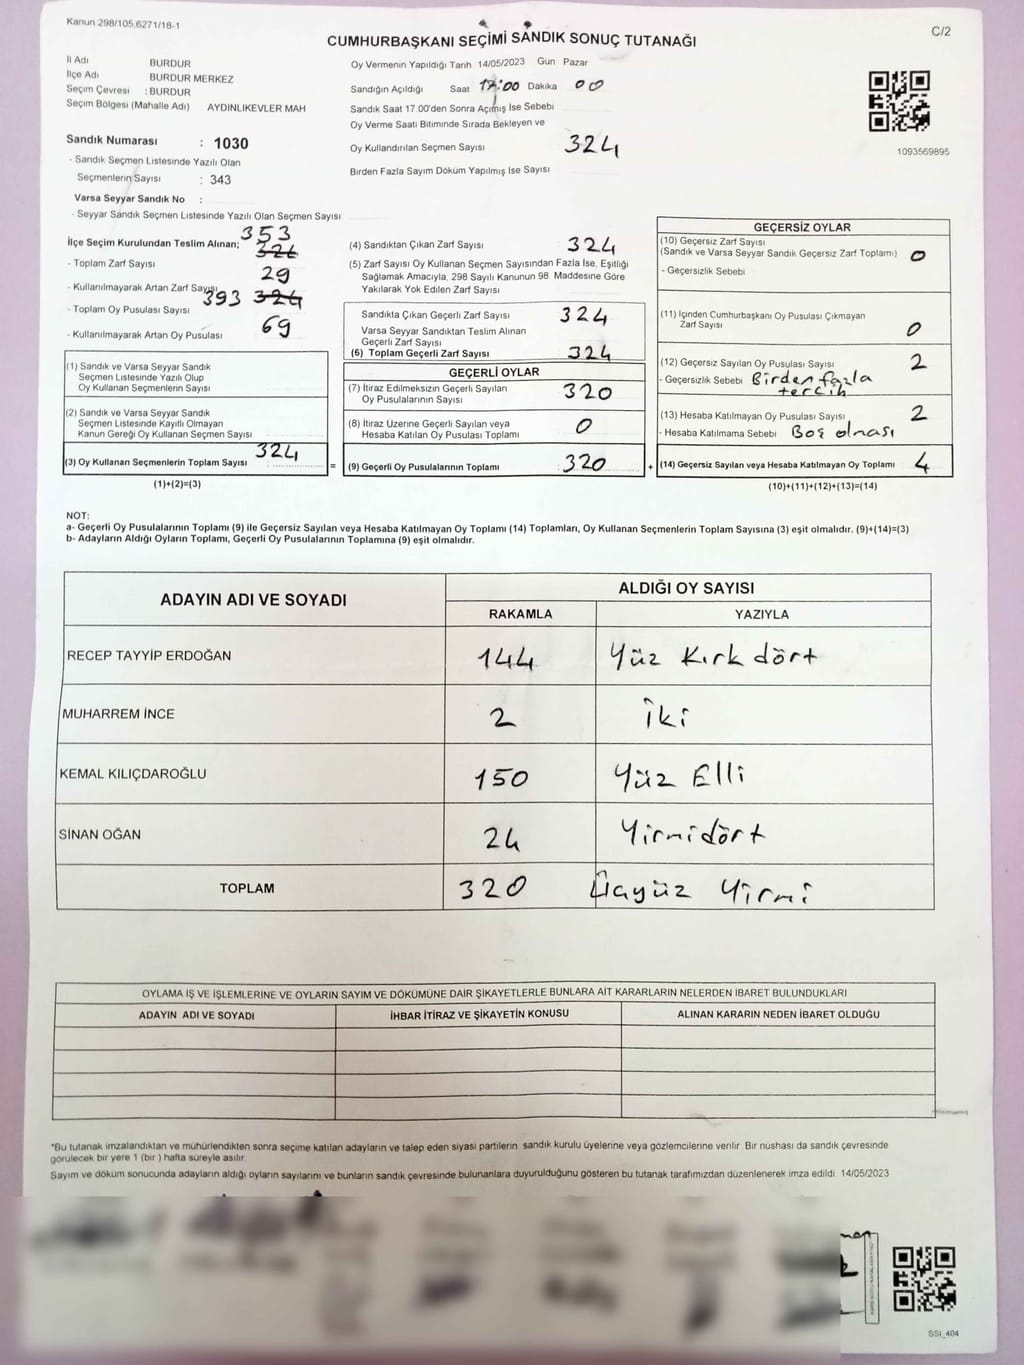 Kanun 298/105,6271/18-1
C/2
CUMHURBAŞKANI SEÇİMİ SANDIK SONUÇ TUTANAĞI
İl Adı BURDUR
İlçe Adı BURDUR MERKEZ
Seçim Çevresi : BURDUR
Seçim Bölgesi (Mahalle Adı) AYDINLIKEVLER MAH
Oy Vermenin Yapıldığı Tarih 14/05/2023 Gun Pazar
Sandığın Açıldığı Saat 17:00 Dakika 00
Sandık Saat 17.00'den Sonra Açılmış İse Sebebi
Oy Verme Saati Bitiminde Sırada Bekleyen ve
Oy Kullandırılan Seçmen Sayısı 324
Birden Fazla Sayım Döküm Yapılmış İse Sayısı
1093569895
Sandık Numarası : 1030
- Sandık Seçmen Listesinde Yazılı Olan
Seçmenlerin Sayısı : 343
Varsa Seyyar Sandık No :
- Seyyar Sandık Seçmen Listesinde Yazılı Olan Seçmen Sayısı
353
İlçe Seçim Kurulundan Teslim Alınan; 324
- Toplam Zarf Sayısı
29
- Kullanılmayarak Artan Zarf Sayısı
393 324
- Toplam Oy Pusulası Sayısı
69
- Kullanılmayarak Artan Oy Pusulası
(1) Sandık ve Varsa Seyyar Sandık
Seçmen Listesinde Yazılı Olup
Oy Kullanan Seçmenlerin Sayısı
(2) Sandık ve Varsa Seyyar Sandık
Seçmen Listesinde Kayıtlı Olmayan
Kanun Gereği Oy Kullanan Seçmen Sayısı
(3) Oy Kullanan Seçmenlerin Toplam Sayısı : 324
(1)+(2)=(3)
=
(4) Sandıktan Çıkan Zarf Sayısı 324
(5) Zarf Sayısı Oy Kullanan Seçmen Sayısından Fazla İse, Eşitliği
Sağlamak Amacıyla, 298 Sayılı Kanunun 98 Maddesine Göre
Yakılarak Yok Edilen Zarf Sayısı
Sandıkta Çıkan Geçerli Zarf Sayısı 324
Varsa Seyyar Sandıktan Teslim Alınan
Geçerli Zarf Sayısı
(6) Toplam Geçerli Zarf Sayısı 324
GEÇERLİ OYLAR
(7) İtiraz Edilmeksizin Geçerli Sayılan
Oy Pusulalarının Sayısı 320
(8) İtiraz Üzerine Geçerli Sayılan veya
Hesaba Katılan Oy Pusulası Toplamı 0
(9) Geçerli Oy Pusulalarının Toplamı : 320
+
GEÇERSİZ OYLAR
(10) Geçersiz Zarf Sayısı
(Sandık ve Varsa Seyyar Sandık Geçersiz Zarf Toplamı) 0
- Geçersizlik Sebebi
(11) İçinden Cumhurbaşkanı Oy Pusulası Çıkmayan
Zarf Sayısı 0
(12) Geçersiz Sayılan Oy Pusulası Sayısı 2
- Geçersizlik Sebebi Birden fazla
tercih
(13) Hesaba Katılmayan Oy Pusulası Sayısı 2
- Hesaba Katılmama Sebebi Boş olması
(14) Geçersiz Sayılan veya Hesaba Katılmayan Oy Toplamı 4
(10)+(11)+(12)+(13)=(14)
NOT:
a- Geçerli Oy Pusulalarının Toplamı (9) ile Geçersiz Sayılan veya Hesaba Katılmayan Oy Toplamı (14) Toplamları, Oy Kullanan Seçmenlerin Toplam Sayısına (3) eşit olmalıdır. (9)+(14)=(3)
b- Adayların Aldığı Oyların Toplamı, Geçerli Oy Pusulalarının Toplamına (9) eşit olmalıdır.
ADAYIN ADI VE SOYADI
ALDIĞI OY SAYISI
RAKAMLA YAZIYLA
RECEP TAYYİP ERDOĞAN 144 Yüz Kırk dört
MUHARREM İNCE 2 İki
KEMAL KILIÇDAROĞLU 150 Yüz Elli
SİNAN OĞAN 24 Yirmidört
TOPLAM 320 Üçyüz Yirmi
OYLAMA İŞ VE İŞLEMLERİNE VE OYLARIN SAYIM VE DÖKÜMÜNE DAİR ŞİKAYETLERLE BUNLARA AİT KARARLARIN NELERDEN İBARET BULUNDUKLARI
ADAYIN ADI VE SOYADI İHBAR İTİRAZ VE ŞİKAYETİN KONUSU ALINAN KARARIN NEDEN İBARET OLDUĞU
*Bu tutanak imzalandıktan ve mühürlendikten sonra seçime katılan adayların ve talep eden siyasi partilerin sandık kurulu üyelerine veya gözlemcilerine verilir. Bir nüshası da sandık çevresinde
görülecek bir yere 1 (bir ) hafta süreyle asılır.
Sayım ve döküm sonucunda adayların aldığı oyların sayılarını ve bunların sandık çevresinde bulunanlara duyurulduğunu gösteren bu tutanak tarafımızdan düzenlenerek imza edildi. 14/05/2023
SSI_404